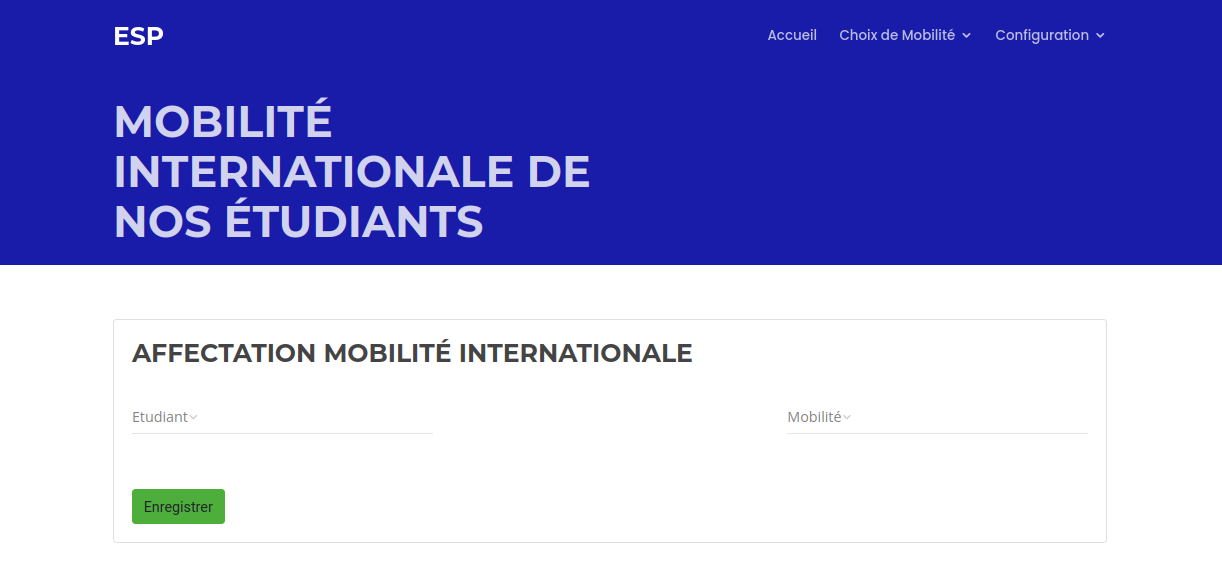 ESP
Accueil Choix de Mobilité Configuration
MOBILITÉ
INTERNATIONALE DE
NOS ÉTUDIANTS
AFFECTATION MOBILITÉ INTERNATIONALE
Etudiant Mobilité
Enregistrer